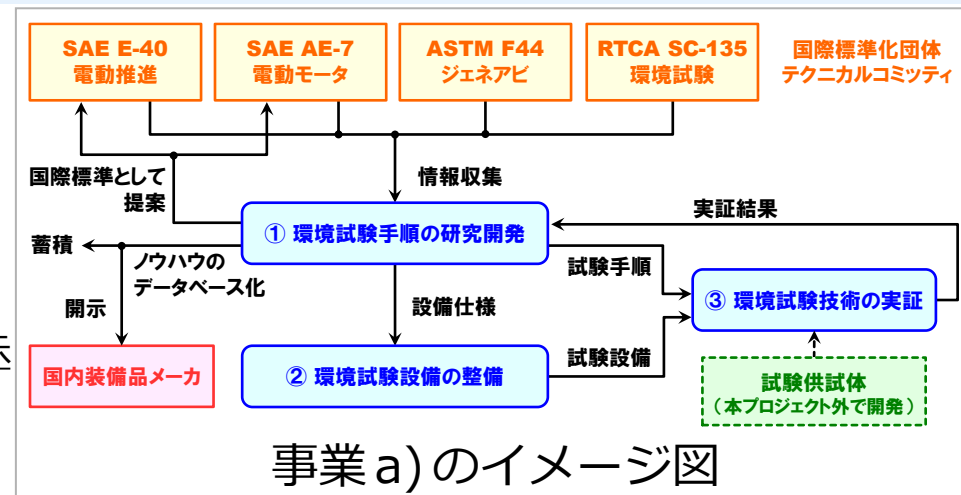 SAE E-40
電動推進
SAE AE-7
電動モータ
ASTM F44
ジェネアビ
RTCA SC-135
環境試験
国際標準化団体
テクニカルコミッティ
国際標準として
提案
情報収集
① 環境試験手順の研究開発
実証結果
蓄積
ノウハウの
データベース化
試験手順
開示
設備仕様
③ 環境試験技術の実証
国内装備品メーカ
② 環境試験設備の整備
試験設備
試験供試体
(本プロジェクト外で開発)
事業a)のイメージ図